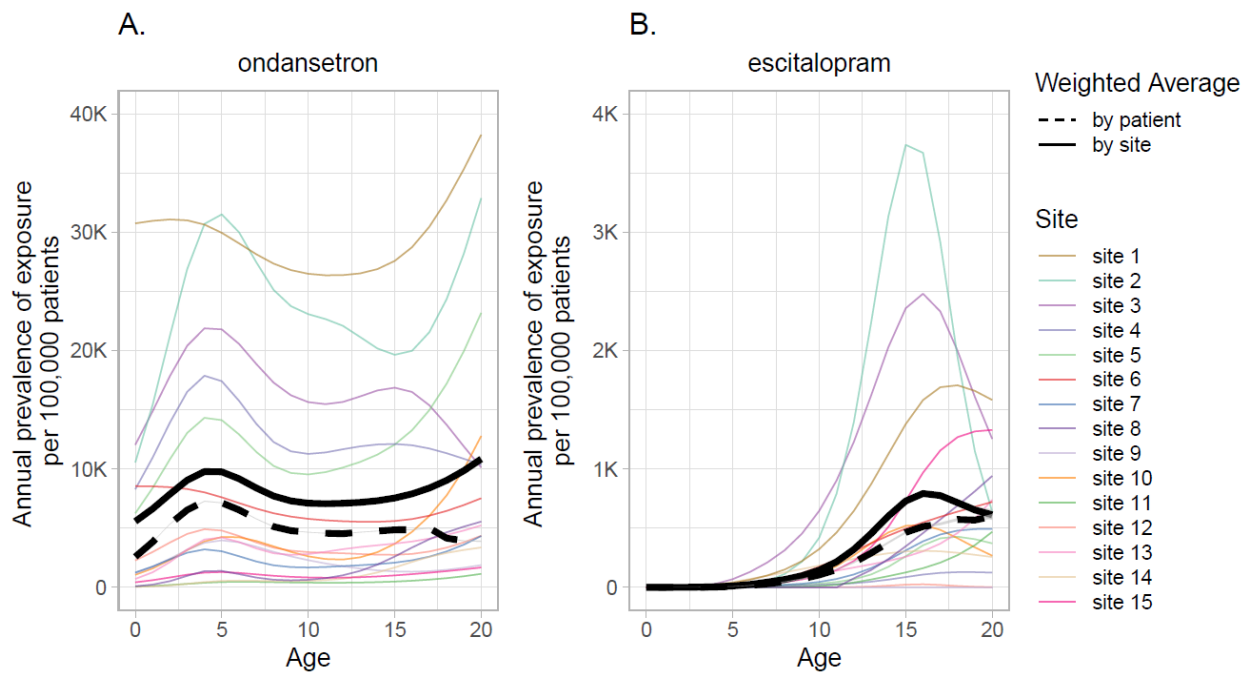 A.
ondansetron
Annual prevalence of exposure
per 100,000 patients
40K
30K
20K
10K
0
0 5 10 15 20
Age
B.
escitalopram
Annual prevalence of exposure
per 100,000 patients
4K
3K
2K
1K
0
0 5 10 15 20
Age
Weighted Average
by patient
by site
Site
site 1
site 2
site 3
site 4
site 5
site 6
site 7
site 8
site 9
site 10
site 11
site 12
site 13
site 14
site 15